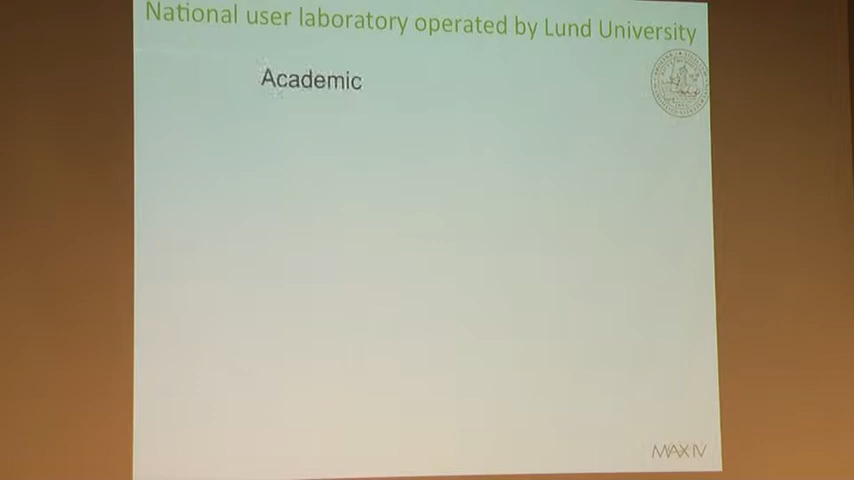 National user laboratory operated by Lund University
Academic
MAX IV